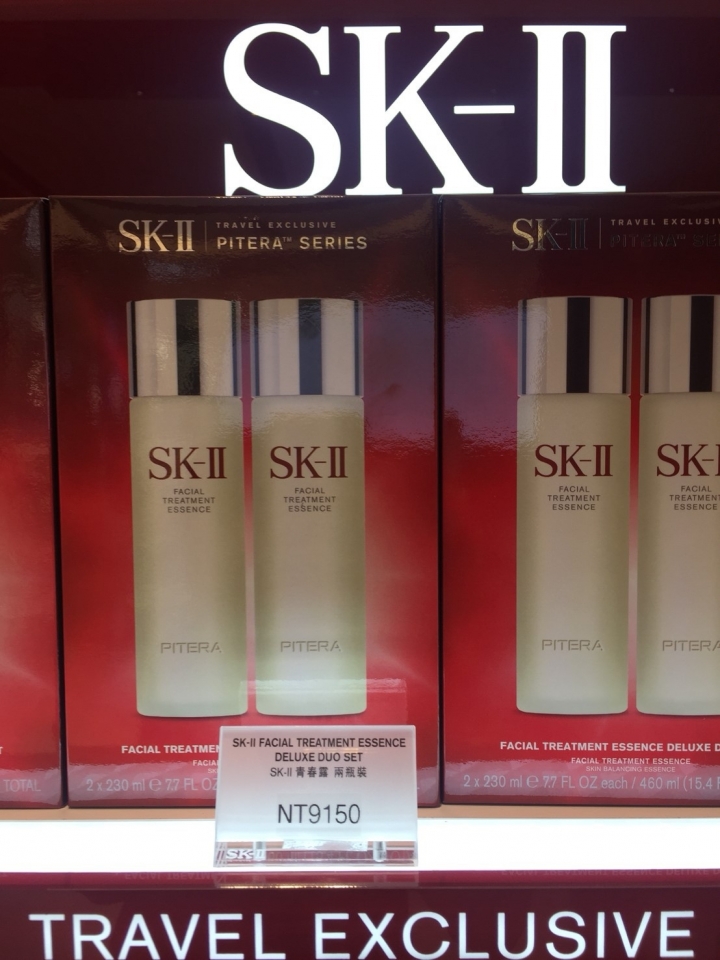 SK-II
SK-II | TRAVEL EXCLUSIVE
PITERA™ SERIES
SK-II
FACIAL
TREATMENT
ESSENCE
PITERA
SK-II
FACIAL
TREATMENT
ESSENCE
PITERA
FACIAL
2 x 230 ml e 7.7 FL OZ
SK-II | TRAVEL
PITERA™
SK-II
FACIAL
TREATMENT
ESSENCE
PITERA
FACIAL
PITERA
FACIAL TREATMENT ESSENCE DELUXE
FACIAL TREATMENT ESSENCE
SKIN BALANCING ESSENCE
2 x 230 ml e 7.7 FL OZ each / 460 ml (15.4
TOTAL
SK-II FACIAL TREATMENT ESSENCE
DELUXE DUO SET
SK-II 青春露 兩瓶裝
NT9150
SK-II
TRAVEL EXCLUSIVE